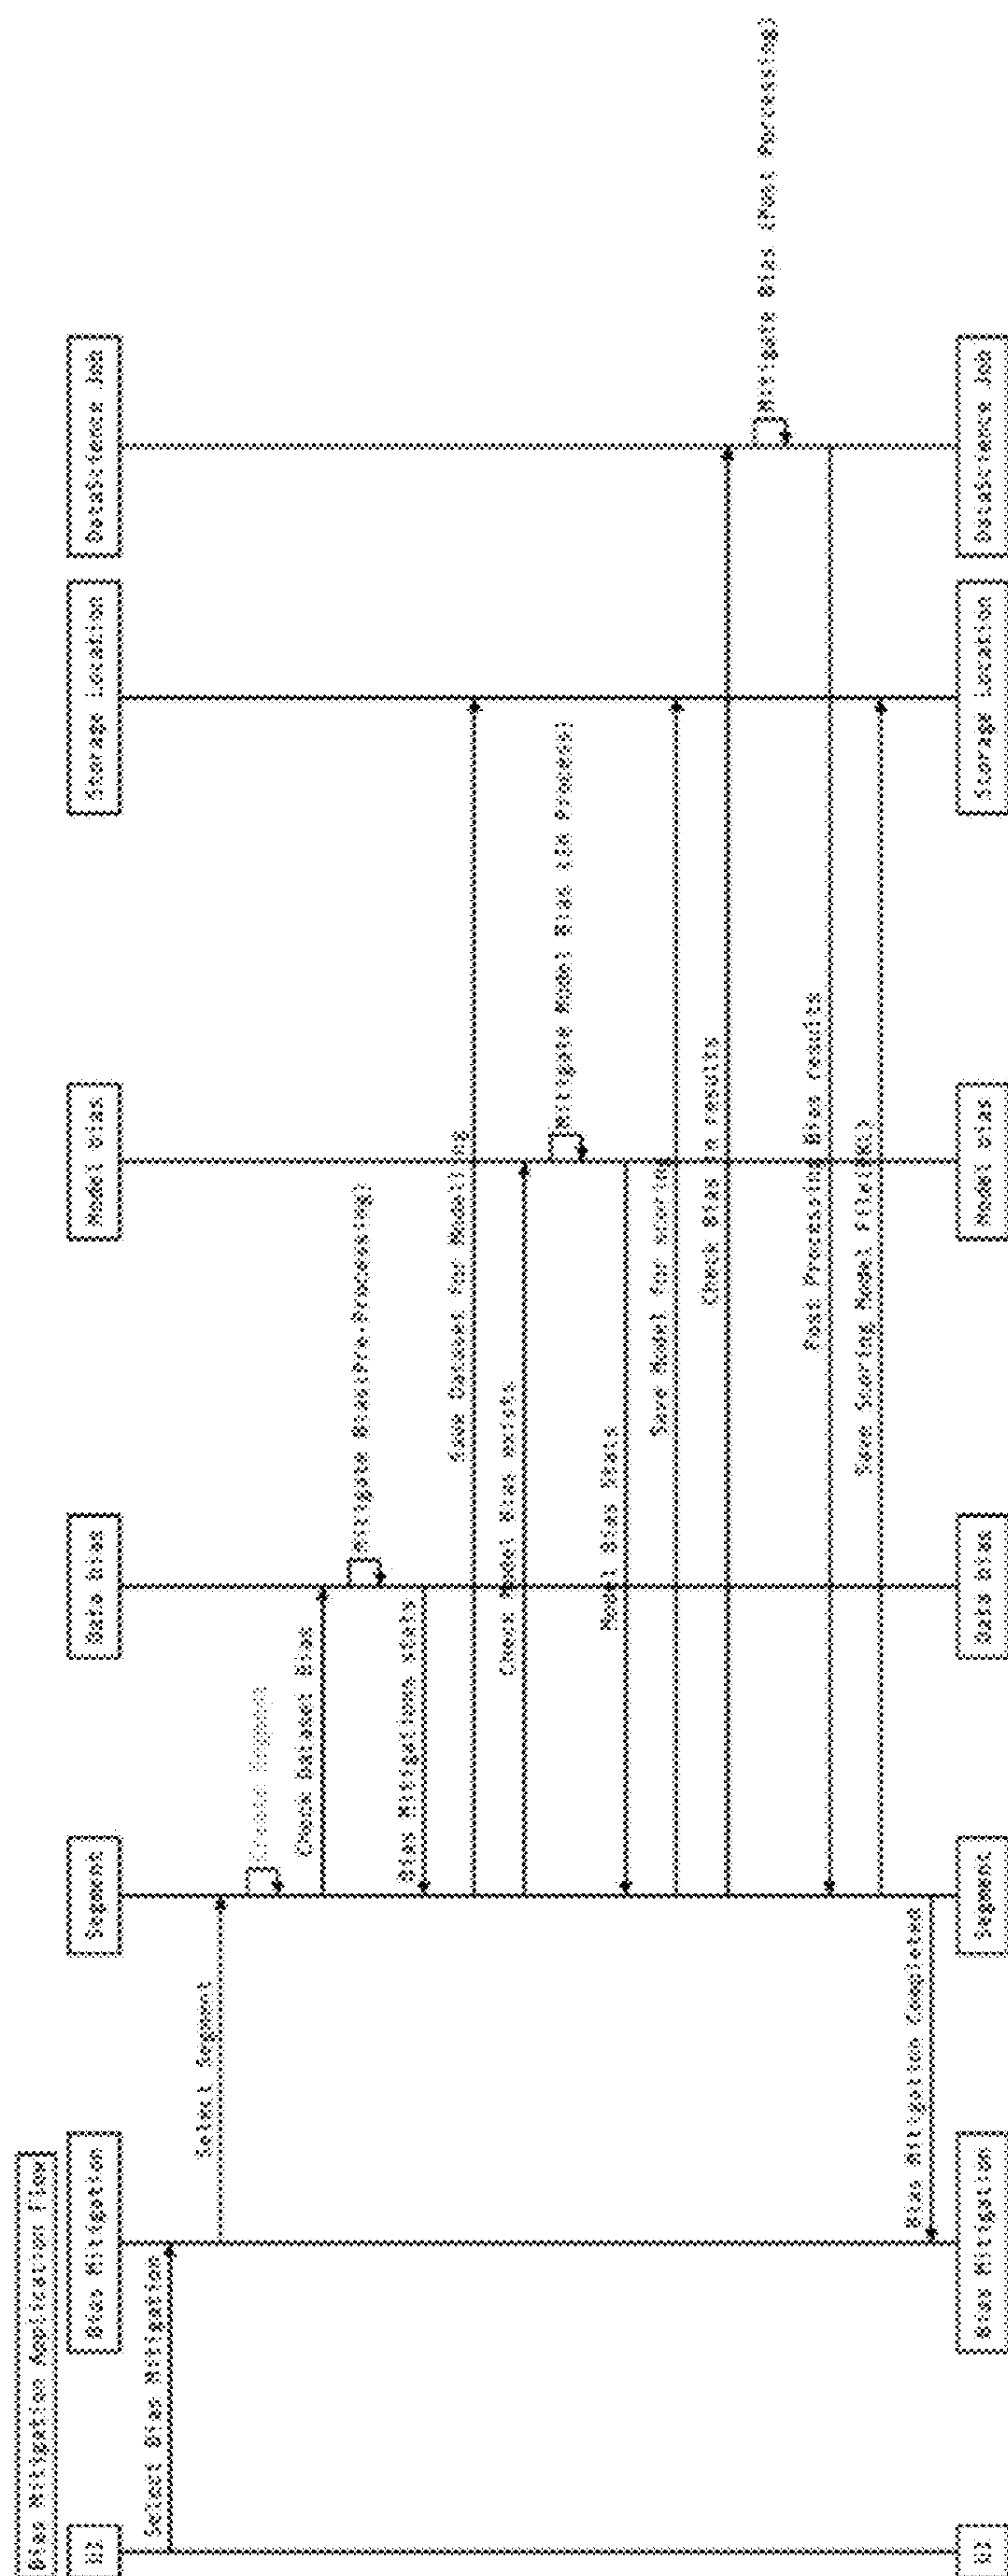 Bias Mitigation Application Flow
UI
Bias Mitigation
Segment
Data bias
Model bias
Storage Location
DataScience Job
Select Bias Mitigation
Select Segment
Check Dataset Bias
Mitigate Bias(Pre-Processing)
Bias Mitigations stats
Save Dataset for Modelling
Check Model Bias exists
Mitigate Model Bias (in Process)
Model Bias Stats
Save Model for scoring
Check Bias in results
Mitigate Bias (Post Porcessing)
Post Processing Bias results
Save Scoring Model
Bias Mitigation Completed
UI
Bias Mitigation
Segment
Data bias
Model bias
Storage Location
DataScience Job